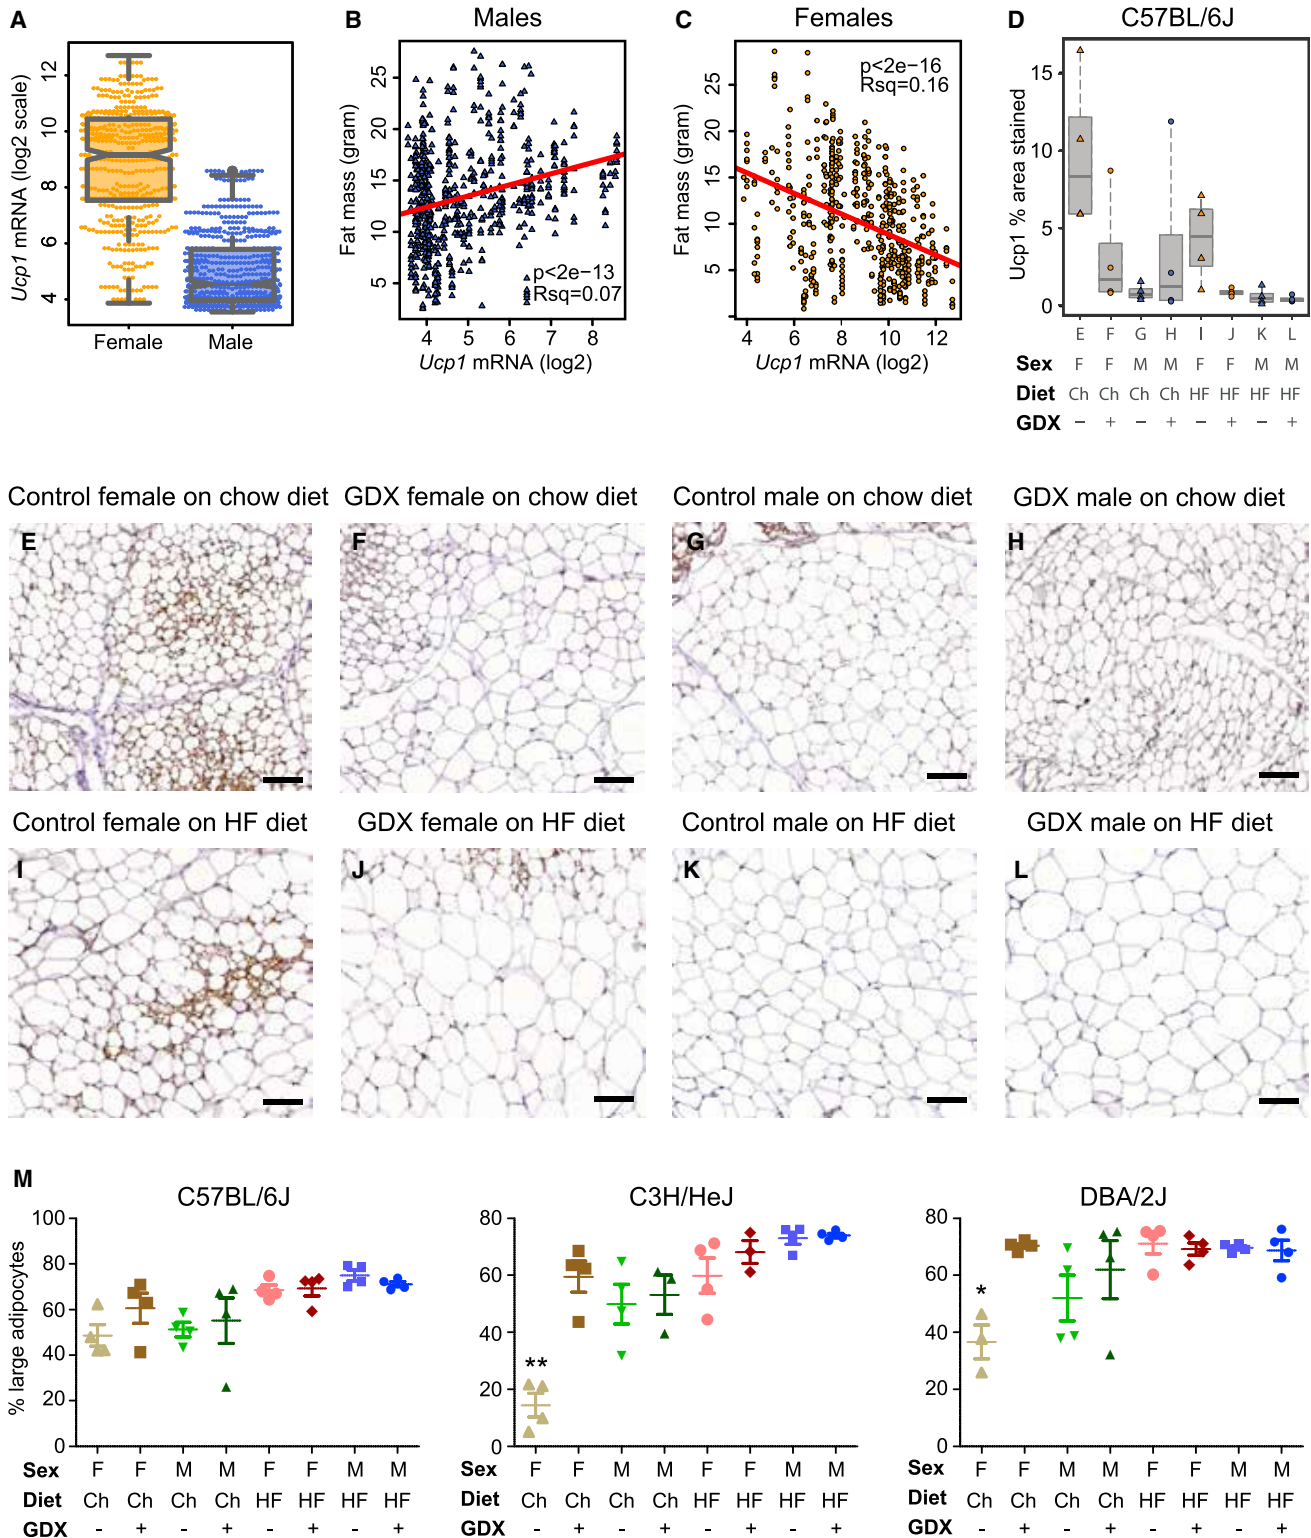 A
Ucp1 mRNA (log2 scale)
12
10
8
6
4
Female Male
B
Males
Fat mass (gram)
25
20
15
10
5
p<2e−13
Rsq=0.07
4 5 6 7 8
Ucp1 mRNA (log2)
C
Females
Fat mass (gram)
25
20
15
10
5
p<2e−16
Rsq=0.16
4 6 8 10 12
Ucp1 mRNA (log2)
D
C57BL/6J
Ucp1 % area stained
15
10
5
0
E F G H I J K L
Sex F F M M F F M M
Diet Ch Ch Ch Ch HF HF HF HF
GDX − + − + − + − +
Control female on chow diet
GDX female on chow diet
Control male on chow diet
GDX male on chow diet
E
F
G
H
Control female on HF diet
GDX female on HF diet
Control male on HF diet
GDX male on HF diet
I
J
K
L
M
C57BL/6J
% large adipocytes
100
80
60
40
20
0
Sex F F M M F F M M
Diet Ch Ch Ch Ch HF HF HF HF
GDX - + - + - + - +
C3H/HeJ
80
60
40
20
0
**
Sex F F M M F F M M
Diet Ch Ch Ch Ch HF HF HF HF
GDX - + - + - + - +
DBA/2J
80
60
40
20
0
*
Sex F F M M F F M M
Diet Ch Ch Ch Ch HF HF HF HF
GDX - + - + - + - +